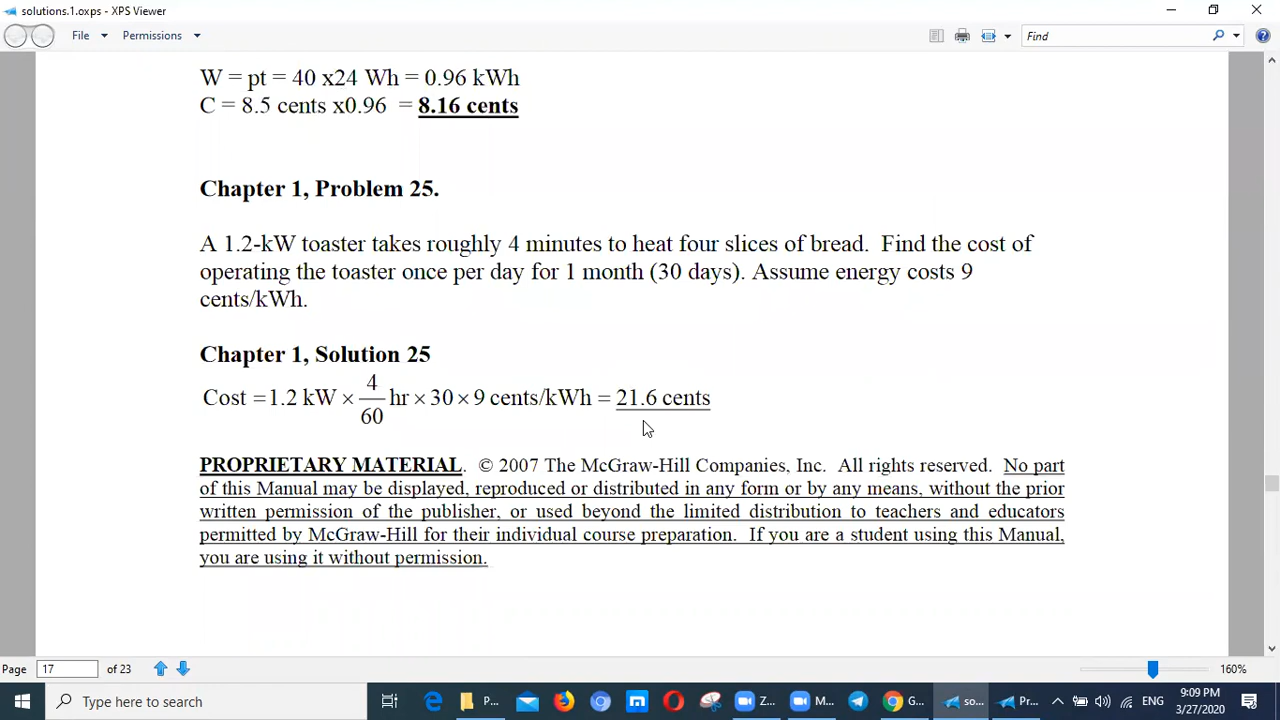 solutions.1.oxps - XPS Viewer
File Permissions Find
W = pt = 40 x24 Wh = 0.96 kWh
C = 8.5 cents x0.96 = 8.16 cents
Chapter 1, Problem 25.
A 1.2-kW toaster takes roughly 4 minutes to heat four slices of bread. Find the cost of
operating the toaster once per day for 1 month (30 days). Assume energy costs 9
cents/kWh.
Chapter 1, Solution 25
Cost = 1.2 kW × 4/60 hr × 30 × 9 cents/kWh = 21.6 cents
PROPRIETARY MATERIAL. © 2007 The McGraw-Hill Companies, Inc. All rights reserved. No part
of this Manual may be displayed, reproduced or distributed in any form or by any means, without the prior
written permission of the publisher, or used beyond the limited distribution to teachers and educators
permitted by McGraw-Hill for their individual course preparation. If you are a student using this Manual,
you are using it without permission.
Page 17 of 23 160%
Type here to search P... Z... M... G... so... Pr... ENG 9:09 PM
3/27/2020